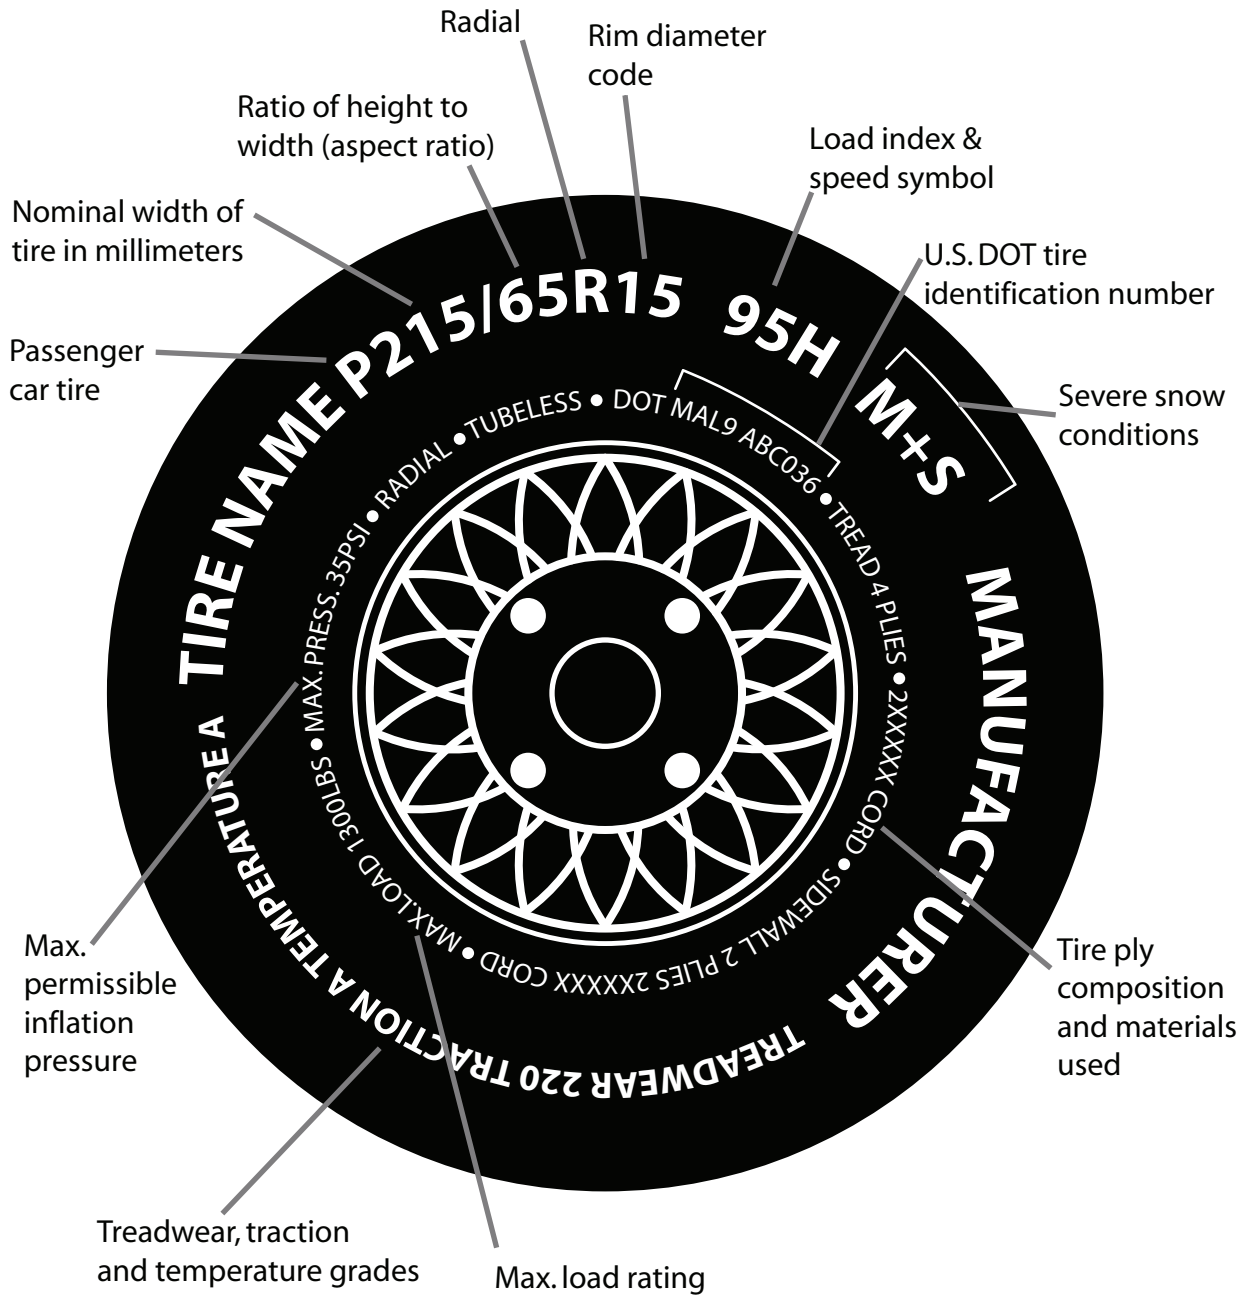 Radial
Rim diameter
code
Ratio of height to
width (aspect ratio)
Load index &
speed symbol
Nominal width of
tire in millimeters
U.S. DOT tire
identification number
Passenger
car tire
Severe snow
conditions
TIRE NAME P215/65R15 95H M+S
MANUFACTURER
TREADWEAR 220 TRACTION A TEMPERATURE A
TUBELESS • DOT MAL9 ABC036 • TREAD 4 PLIES • 2XXXXX CORD • SIDEWALL 2 PLIES 2XXXXX CORD • MAX.LOAD 1300LBS • MAX.PRESS. 35PSI • RADIAL •
Max.
permissible
inflation
pressure
Tire ply
composition
and materials
used
Treadwear, traction
and temperature grades
Max. load rating